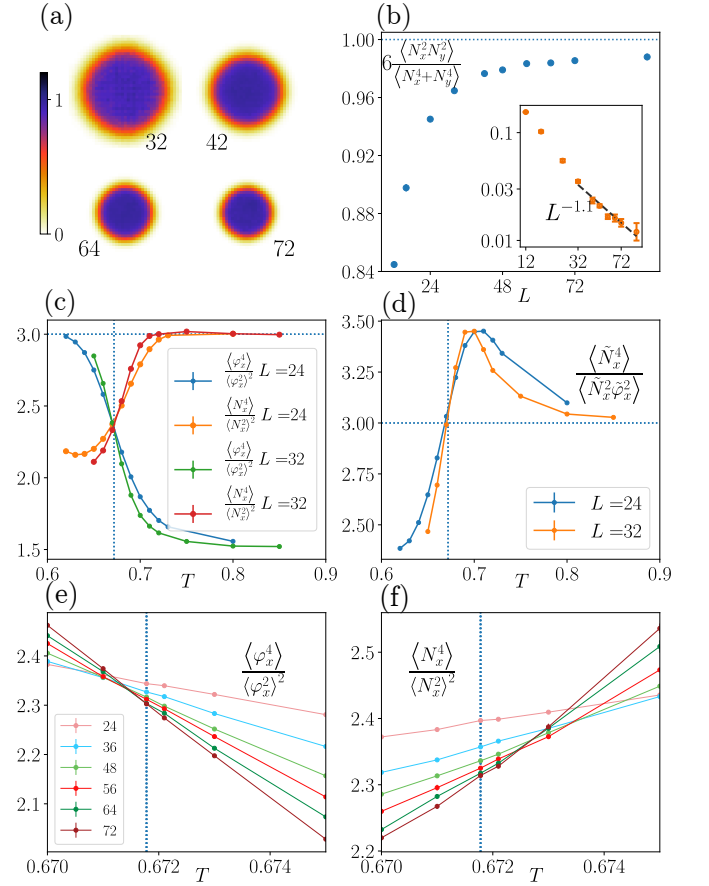 (a)
1
0
32
42
64
72
(b)
6 ⟨N_x^2 N_y^2⟩ / ⟨N_x^4+N_y^4⟩
1.00
0.96
0.92
0.88
0.84
24
48
72
L
0.1
0.03
0.01
12
32
72
L^{-1.1}
(c)
3.0
2.5
2.0
1.5
0.6
0.7
0.8
0.9
T
⟨φ_x^4⟩ / ⟨φ_x^2⟩^2 L =24
⟨N_x^4⟩ / ⟨N_x^2⟩^2 L =24
⟨φ_x^4⟩ / ⟨φ_x^2⟩^2 L =32
⟨N_x^4⟩ / ⟨N_x^2⟩^2 L =32
(d)
3.50
3.25
3.00
2.75
2.50
0.6
0.7
0.8
0.9
T
⟨Ñ_x^4⟩ / ⟨Ñ_x^2 φ̃_x^2⟩
L =24
L =32
(e)
2.4
2.3
2.2
2.1
2.0
0.670
0.672
0.674
T
⟨φ_x^4⟩ / ⟨φ_x^2⟩^2
24
36
48
56
64
72
(f)
2.5
2.4
2.3
2.2
0.670
0.672
0.674
T
⟨N_x^4⟩ / ⟨N_x^2⟩^2